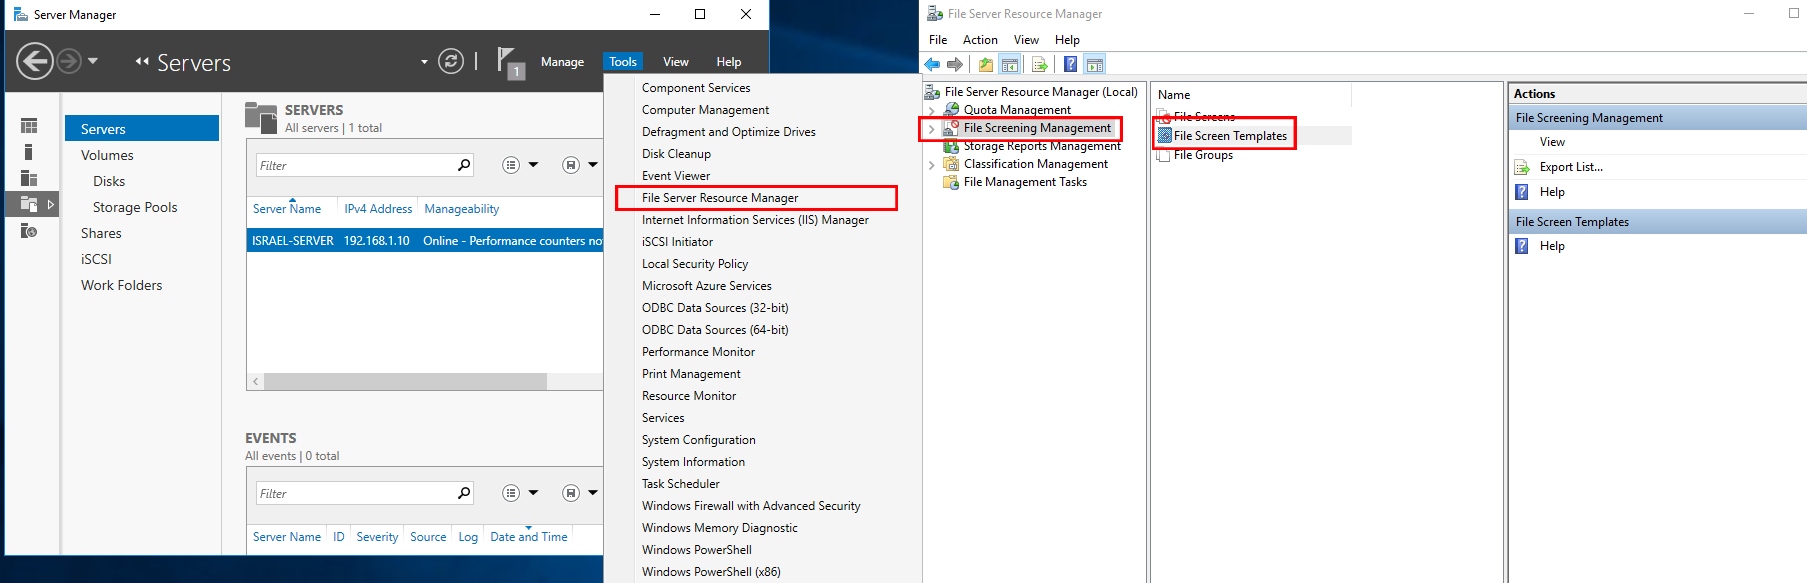 Server Manager
Servers
1
Manage
Tools
View
Help
Servers
Volumes
Disks
Storage Pools
Shares
iSCSI
Work Folders
SERVERS
All servers | 1 total
Filter
Server Name IPv4 Address Manageability
ISRAEL-SERVER 192.168.1.10 Online - Performance counters no
EVENTS
All events | 0 total
Filter
Server Name ID Severity Source Log Date and Time
Component Services
Computer Management
Defragment and Optimize Drives
Disk Cleanup
Event Viewer
File Server Resource Manager
Internet Information Services (IIS) Manager
iSCSI Initiator
Local Security Policy
Microsoft Azure Services
ODBC Data Sources (32-bit)
ODBC Data Sources (64-bit)
Performance Monitor
Print Management
Resource Monitor
Services
System Configuration
System Information
Task Scheduler
Windows Firewall with Advanced Security
Windows Memory Diagnostic
Windows PowerShell
Windows PowerShell (x86)
File Server Resource Manager
File Action View Help
File Server Resource Manager (Local)
Quota Management
File Screening Management
Storage Reports Management
Classification Management
File Management Tasks
Name
File Screens
File Screen Templates
File Groups
Actions
File Screening Management
View
Export List...
Help
File Screen Templates
Help